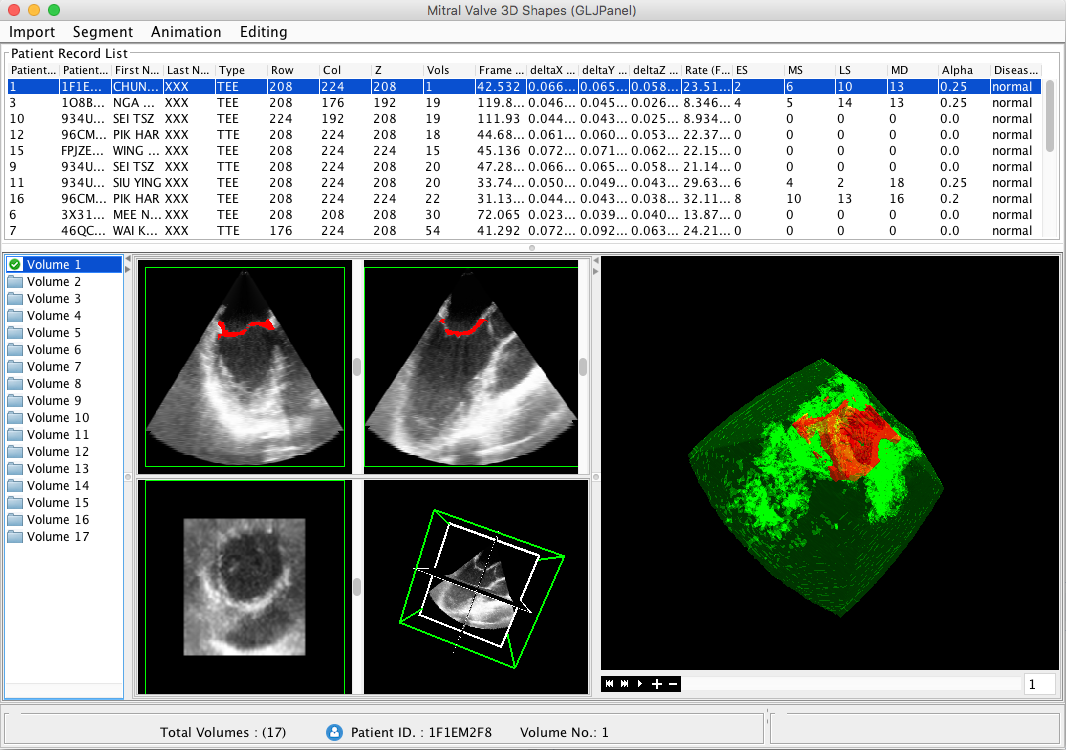 Mitral Valve 3D Shapes (GLJPanel)
Import Segment Animation Editing
Patient Record List
Patient... Patient... First N... Last N... Type Row Col Z Vols Frame ... deltaX ... deltaY ... deltaZ ... Rate (F... ES MS LS MD Alpha Diseas...
1 1F1E... CHUN... XXX TEE 208 224 208 1 42.532 0.066... 0.065... 0.058... 23.51... 2 6 10 13 0.25 normal
3 1O8B... NGA ... XXX TEE 208 176 192 19 119.8... 0.046... 0.045... 0.044... 8.346... 4 5 14 13 0.25 normal
10 934U... SEI TSZ XXX TEE 224 192 208 20 111.93 0.044... 0.043... 0.025... 8.934... 0 0 0 0 0.0 normal
12 96CM... PIK HAR XXX TTE 208 224 208 18 44.68... 0.061... 0.060... 0.053... 22.37... 0 0 0 0 0.0 normal
15 FPJZE... WING ... XXX TEE 208 224 224 15 45.136 0.072... 0.071... 0.062... 22.15... 0 0 0 0 0.0 normal
9 934U... SEI TSZ XXX TTE 208 224 208 20 47.28... 0.066... 0.065... 0.058... 21.14... 0 0 0 0 0.0 normal
11 934U... SIU YING XXX TEE 208 224 208 20 33.74... 0.050... 0.049... 0.043... 29.63... 6 4 2 18 0.25 normal
16 96CM... PIK HAR XXX TEE 208 224 224 22 31.13... 0.044... 0.043... 0.038... 32.11... 8 10 13 16 0.2 normal
6 3X31... MEE N... XXX TEE 208 208 208 30 72.065 0.023... 0.039... 0.040... 13.87... 0 0 0 0 0.0 normal
7 46QC... WAI K... XXX TTE 176 224 208 54 41.292 0.072... 0.092... 0.063... 24.21... 0 0 0 0 0.0 normal
Volume 1
Volume 2
Volume 3
Volume 4
Volume 5
Volume 6
Volume 7
Volume 8
Volume 9
Volume 10
Volume 11
Volume 12
Volume 13
Volume 14
Volume 15
Volume 16
Volume 17
1
Total Volumes : (17) Patient ID. : 1F1EM2F8 Volume No.: 1